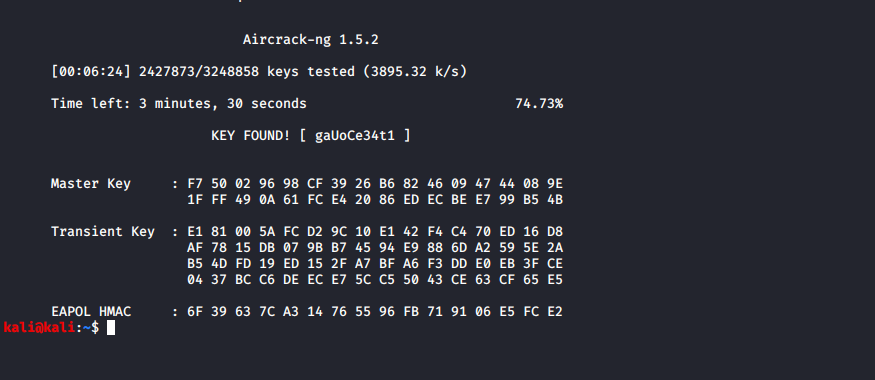 Aircrack-ng 1.5.2
[00:06:24] 2427873/3248858 keys tested (3895.32 k/s)
Time left: 3 minutes, 30 seconds 74.73%
KEY FOUND! [ gaUoCe34t1 ]
Master Key : F7 50 02 96 98 CF 39 26 B6 82 46 09 47 44 08 9E
1F FF 49 0A 61 FC E4 20 86 ED EC BE E7 99 B5 4B
Transient Key : E1 81 00 5A FC D2 9C 10 E1 42 F4 C4 70 ED 16 D8
AF 78 15 DB 07 9B B7 45 94 E9 88 6D A2 59 5E 2A
B5 4D FD 19 ED 15 2F A7 BF A6 F3 DD E0 EB 3F CE
04 37 BC C6 DE EC E7 5C C5 50 43 CE 63 CF 65 E5
EAPOL HMAC : 6F 39 63 7C A3 14 76 55 96 FB 71 91 06 E5 FC E2
kali@kali:~$